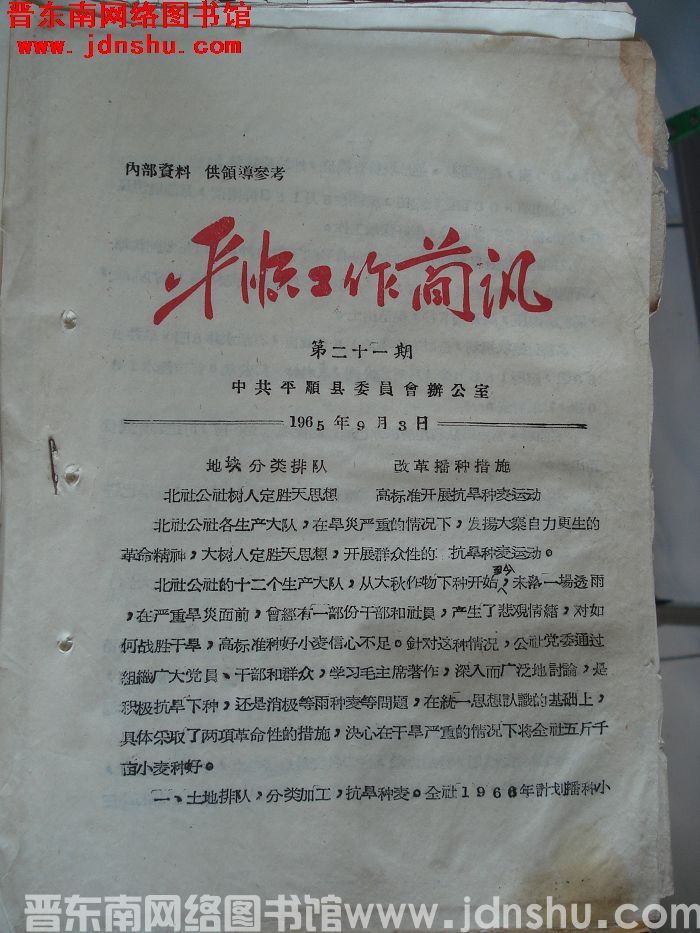 晋东南网络图书馆
www.jdnshu.com
內部資料 供領導參考
平顺工作简讯
第二十一期
中共平順县委員會辦公室
1965年9月3日
地块分类排队 改革播种措施
北社公社树人定胜天思想 高标准开展抗旱种麦运动
北社公社各生产大队，在旱災严重的情况下，发揚大寨自力更生的
革命精神，大树人定胜天思想，开展群众性的 抗旱种麦运动。
北社公社的十二个生产大队，从大秋作物下种开始到今，未落一場透雨
，在严重旱災面前，曾經有一部份干部和社員，产生了悲观情緒，对如
何战胜干旱，高标准种好小麦信心不足。針对这种情况，公社党委通过
組織广大党員、干部和群众，学习毛主席著作，深入而广泛地討論，是
积极抗旱下种，还是消极等雨种麦等問題，在統一思想认識的基础上，
具体采取了两項革命性的措施，决心在干旱严重的情况下将全社五斤千
亩小麦种好。
一、土地排队，分类加工，抗旱种麦。全社1966年計划播种小
晋东南网络图书馆www.jdnshu.com